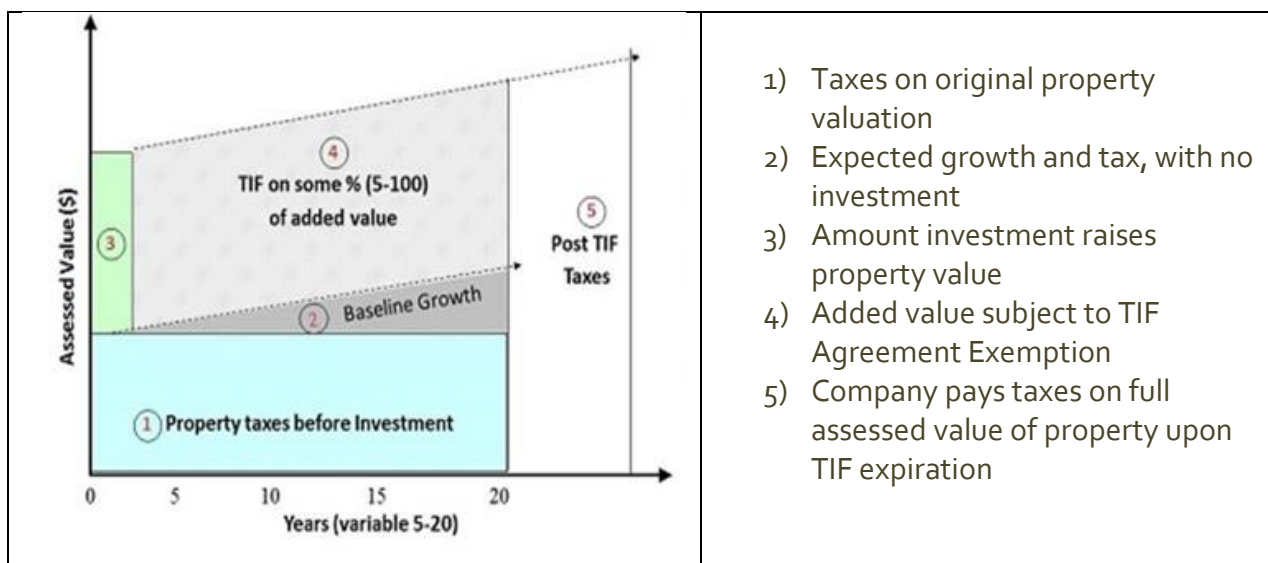 Assessed Value ($)
4
TIF on some % (5-100)
of added value
3
5
Post TIF
Taxes
2 Baseline Growth
1 Property taxes before Investment
0 5 10 15 20
Years (variable 5-20)
1) Taxes on original property
valuation
2) Expected growth and tax, with no
investment
3) Amount investment raises
property value
4) Added value subject to TIF
Agreement Exemption
5) Company pays taxes on full
assessed value of property upon
TIF expiration